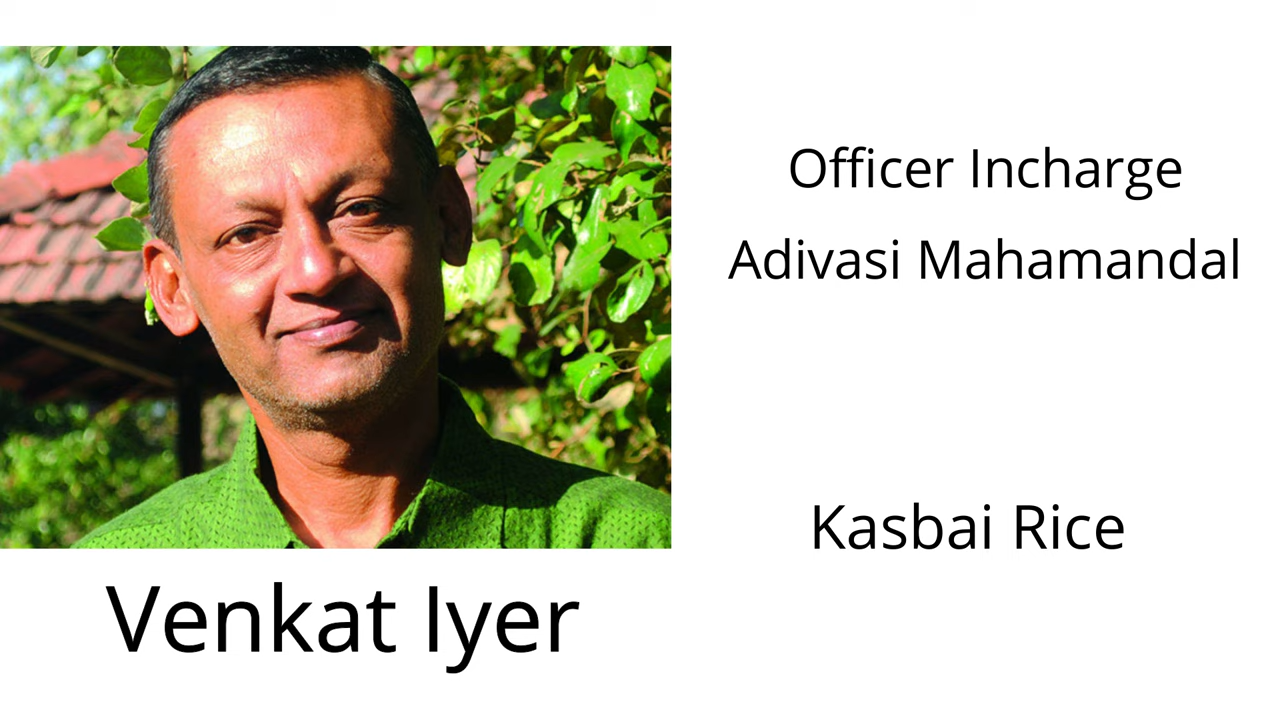 Officer Incharge
Adivasi Mahamandal
Kasbai Rice
Venkat Iyer